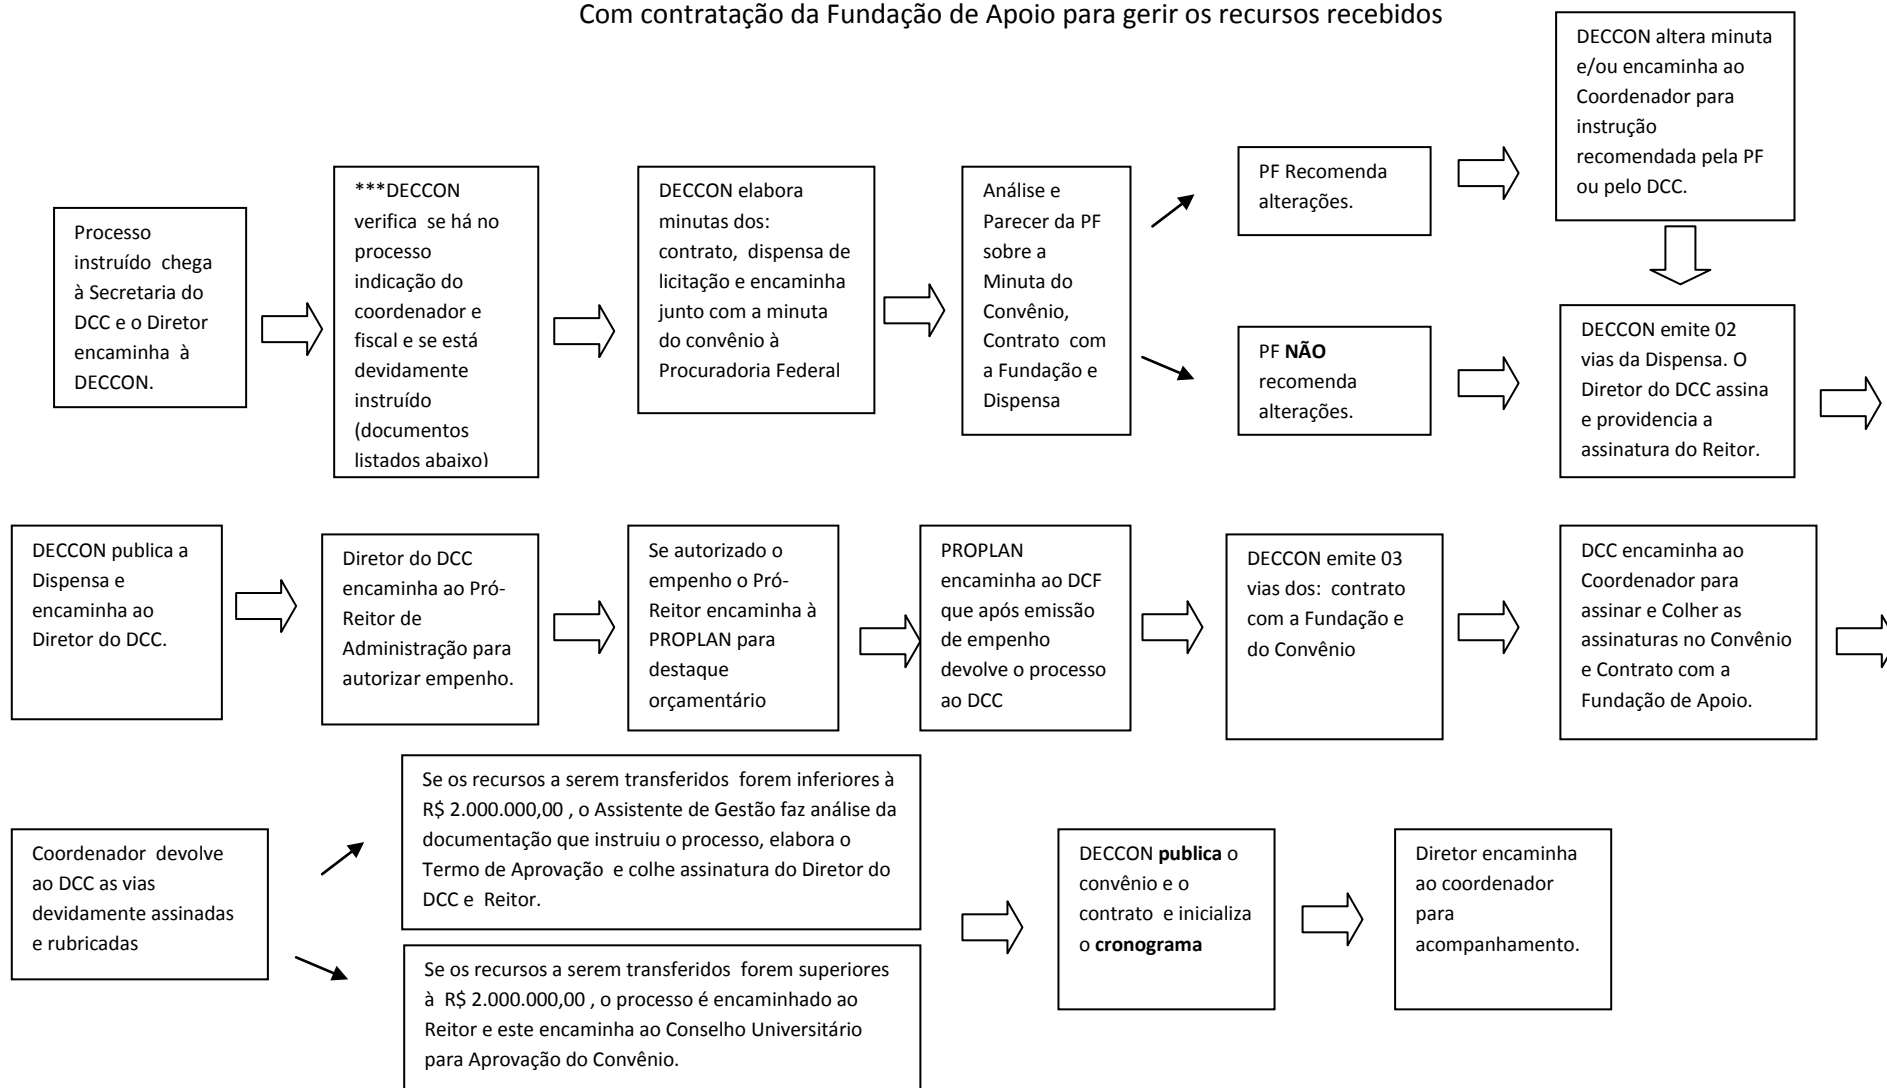 Com contratação da Fundação de Apoio para gerir os recursos recebidos
Processo
instruído chega
à Secretaria do
DCC e o Diretor
encaminha à
DECCON.
***DECCON
verifica se há no
processo
indicação do
coordenador e
fiscal e se está
devidamente
instruído
(documentos
listados abaixo)
DECCON elabora
minutas dos:
contrato, dispensa de
licitação e encaminha
junto com a minuta
do convênio à
Procuradoria Federal
Análise e
Parecer da PF
sobre a
Minuta do
Convênio,
Contrato com
a Fundação e
Dispensa
PF Recomenda
alterações.
DECCON altera minuta
e/ou encaminha ao
Coordenador para
instrução
recomendada pela PF
ou pelo DCC.
PF NÃO
recomenda
alterações.
DECCON emite 02
vias da Dispensa. O
Diretor do DCC assina
e providencia a
assinatura do Reitor.
DECCON publica a
Dispensa e
encaminha ao
Diretor do DCC.
Diretor do DCC
encaminha ao Pró-
Reitor de
Administração para
autorizar empenho.
Se autorizado o
empenho o Pró-
Reitor encaminha à
PROPLAN para
destaque
orçamentário
PROPLAN
encaminha ao DCF
que após emissão
de empenho
devolve o processo
ao DCC
DECCON emite 03
vias dos: contrato
com a Fundação e
do Convênio
DCC encaminha ao
Coordenador para
assinar e Colher as
assinaturas no Convênio
e Contrato com a
Fundação de Apoio.
Coordenador devolve
ao DCC as vias
devidamente assinadas
e rubricadas
Se os recursos a serem transferidos forem inferiores à
R$ 2.000.000,00 , o Assistente de Gestão faz análise da
documentação que instruiu o processo, elabora o
Termo de Aprovação e colhe assinatura do Diretor do
DCC e Reitor.
Se os recursos a serem transferidos forem superiores
à R$ 2.000.000,00 , o processo é encaminhado ao
Reitor e este encaminha ao Conselho Universitário
para Aprovação do Convênio.
DECCON publica o
convênio e o
contrato e inicializa
o cronograma
Diretor encaminha
ao coordenador
para
acompanhamento.